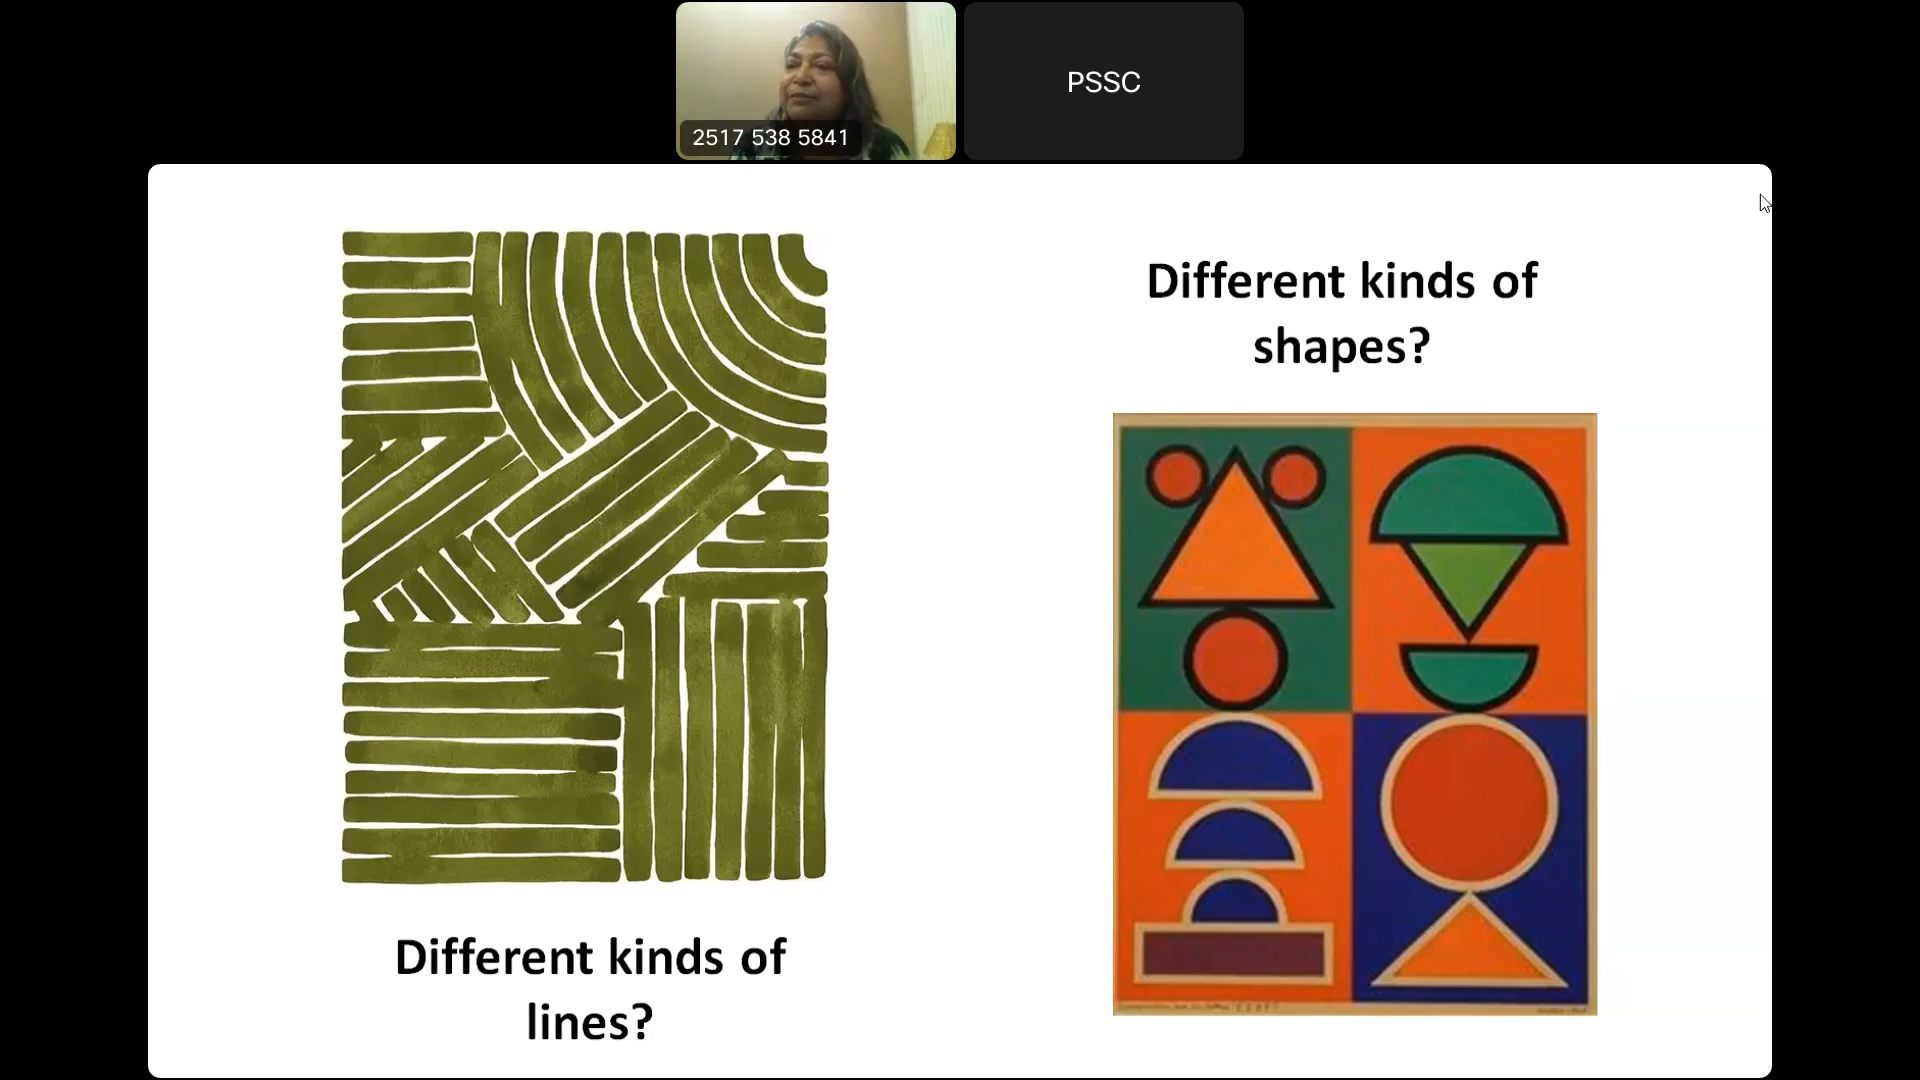 2517 538 5841
PSSC
Different kinds of
shapes?
Different kinds of
lines?